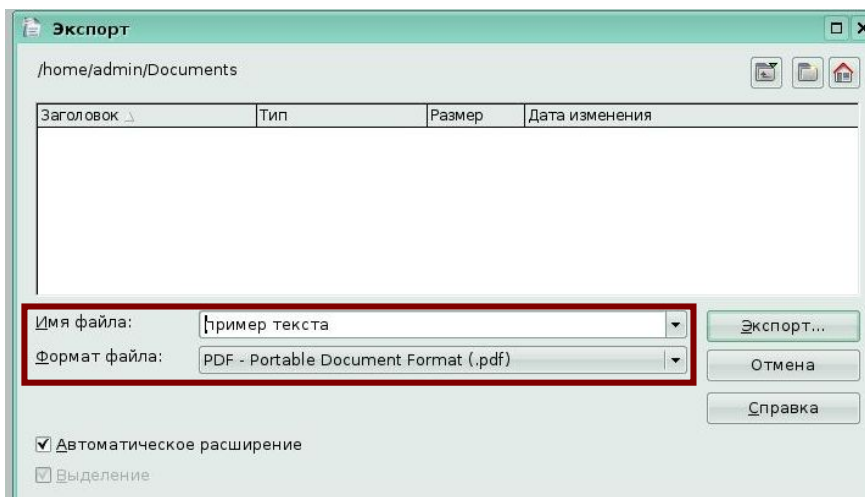 Экспорт
/home/admin/Documents
Заголовок Тип Размер Дата изменения
Имя файла: пример текста Экспорт...
Формат файла: PDF - Portable Document Format (.pdf) Отмена
Справка
Автоматическое расширение
Выделение